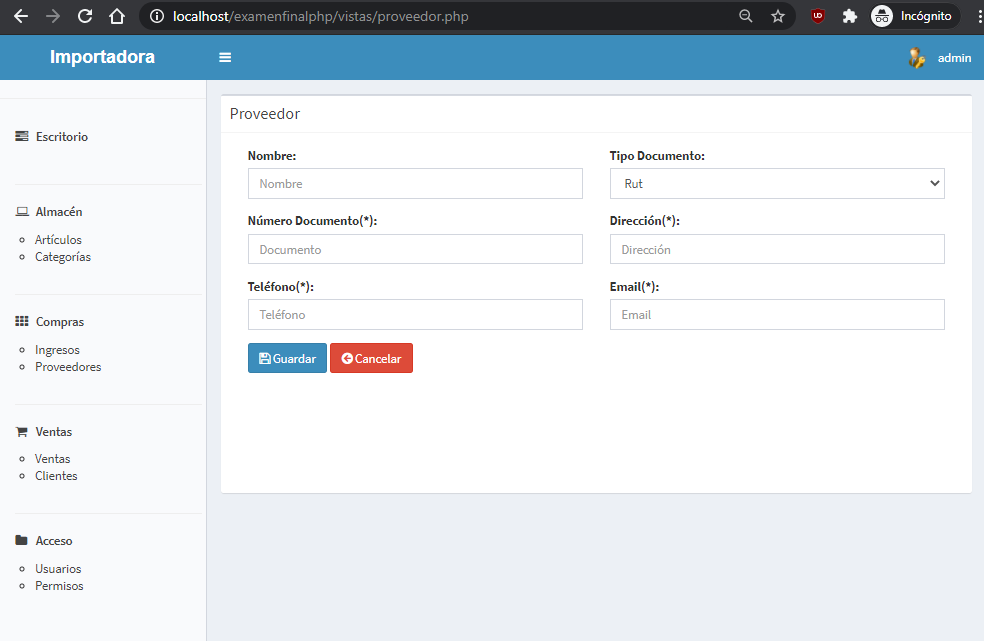 localhost/examenfinalphp/vistas/proveedor.php
Incógnito
Importadora
admin
Escritorio
Almacén
Artículos
Categorías
Compras
Ingresos
Proveedores
Ventas
Ventas
Clientes
Acceso
Usuarios
Permisos
Proveedor
Nombre:
Tipo Documento:
Nombre
Rut
Número Documento(*):
Dirección(*):
Documento
Dirección
Teléfono(*):
Email(*):
Teléfono
Email
Guardar
Cancelar